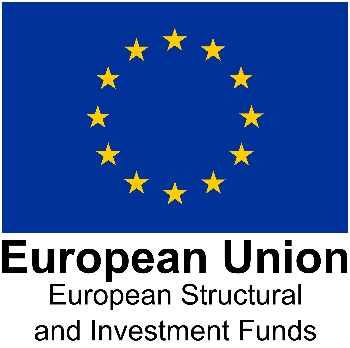 European Union
European Structural
and Investment Funds